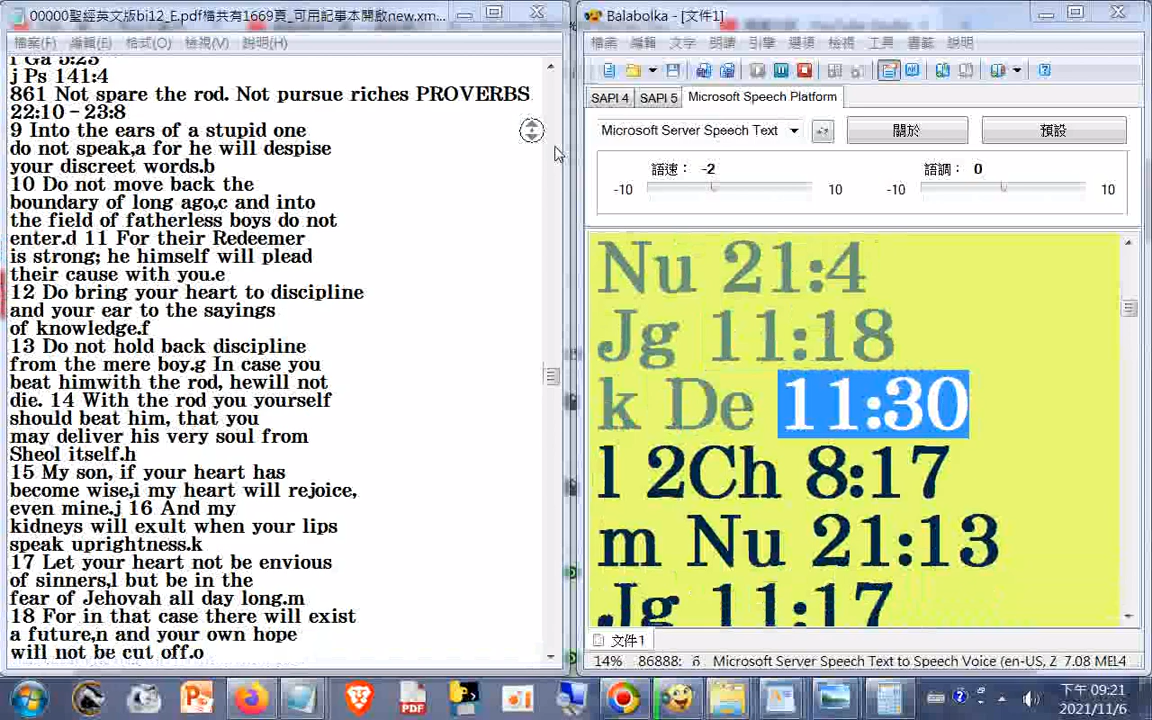 00000聖經英文版bi12_E.pdf檔共有1669頁_可用記事本開啟new.xm...
檔案(F) 編輯(E) 格式(O) 檢視(V) 說明(H)
j Ps 141:4
861 Not spare the rod. Not pursue riches PROVERBS
22:10－23:8
9 Into the ears of a stupid one
do not speak,a for he will despise
your discreet words.b
10 Do not move back the
boundary of long ago,c and into
the field of fatherless boys do not
enter.d 11 For their Redeemer
is strong; he himself will plead
their cause with you.e
12 Do bring your heart to discipline
and your ear to the sayings
of knowledge.f
13 Do not hold back discipline
from the mere boy.g In case you
beat himwith the rod, hewill not
die. 14 With the rod you yourself
should beat him, that you
may deliver his very soul from
Sheol itself.h
15 My son, if your heart has
become wise,i my heart will rejoice,
even mine.j 16 And my
kidneys will exult when your lips
speak uprightness.k
17 Let your heart not be envious
of sinners,l but be in the
fear of Jehovah all day long.m
18 For in that case there will exist
a future,n and your own hope
will not be cut off.o
Balabolka - [文件1]
檔案 編輯 文字 朗讀 引擎 選項 檢視 工具 書籤 說明
SAPI 4 SAPI 5 Microsoft Speech Platform
Microsoft Server Speech Text 關於 預設
語速： -2 語調： 0
-10 10 -10 10
Nu 21:4
Jg 11:18
k De 11:30
l 2Ch 8:17
m Nu 21:13
Jg 11:17
文件1
14% 86888: Microsoft Server Speech Text to Speech Voice (en-US, Z 7.08 MEL4
PDF
下午 09:21
2021/11/6